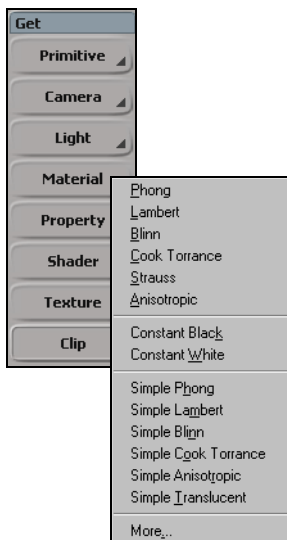 Get
Primitive
Camera
Light
Material
Property
Shader
Texture
Clip
Phong
Lambert
Blinn
Cook Torrance
Strauss
Anisotropic
Constant Black
Constant White
Simple Phong
Simple Lambert
Simple Blinn
Simple Cook Torrance
Simple Anisotropic
Simple Translucent
More...